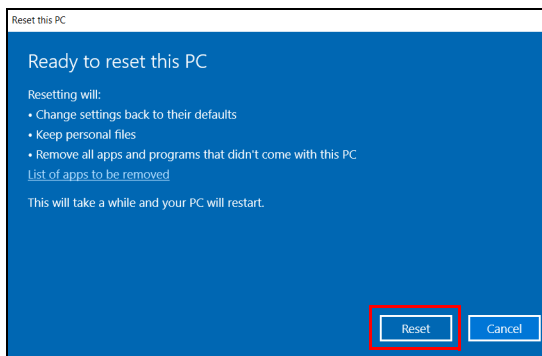 Reset this PC
Ready to reset this PC
Resetting will:
• Change settings back to their defaults
• Keep personal files
• Remove all apps and programs that didn't come with this PC
List of apps to be removed
This will take a while and your PC will restart.
Reset Cancel